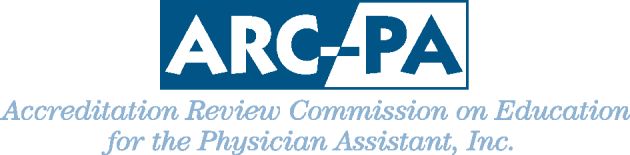 ARC-PA
Accreditation Review Commission on Education
for the Physician Assistant, Inc.